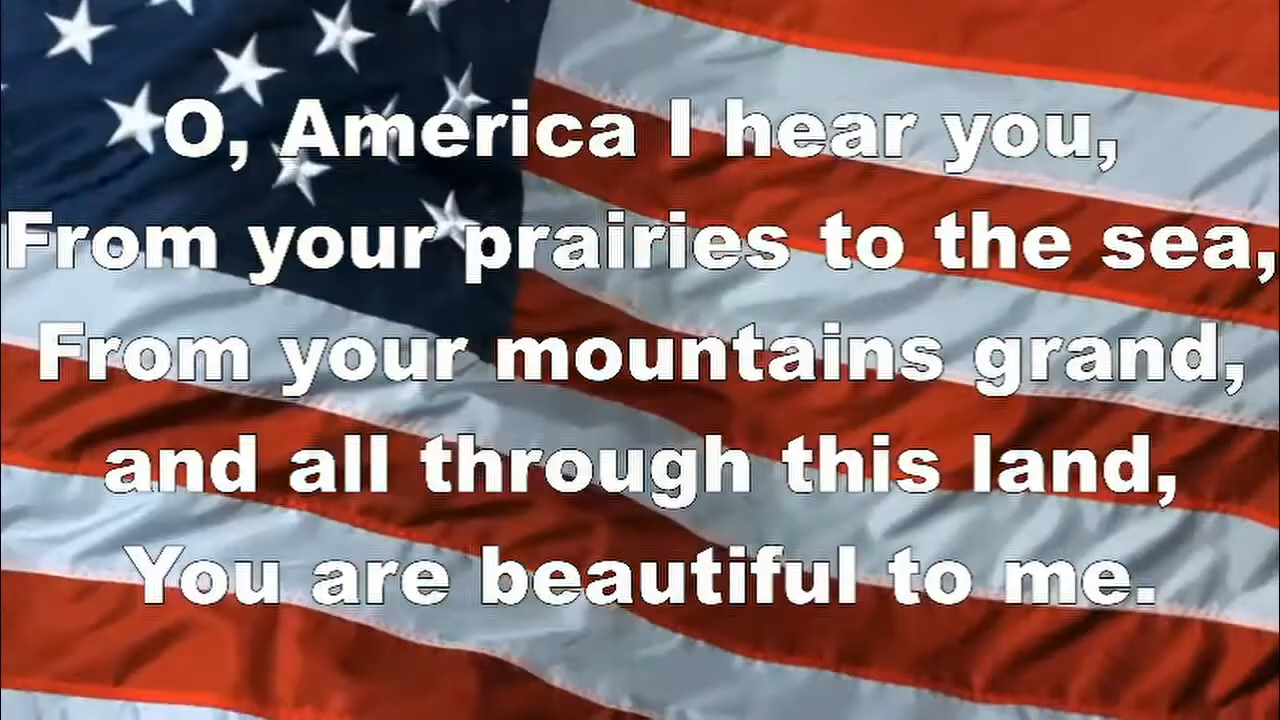 O, America I hear you,
From your prairies to the sea,
From your mountains grand,
and all through this land,
You are beautiful to me.